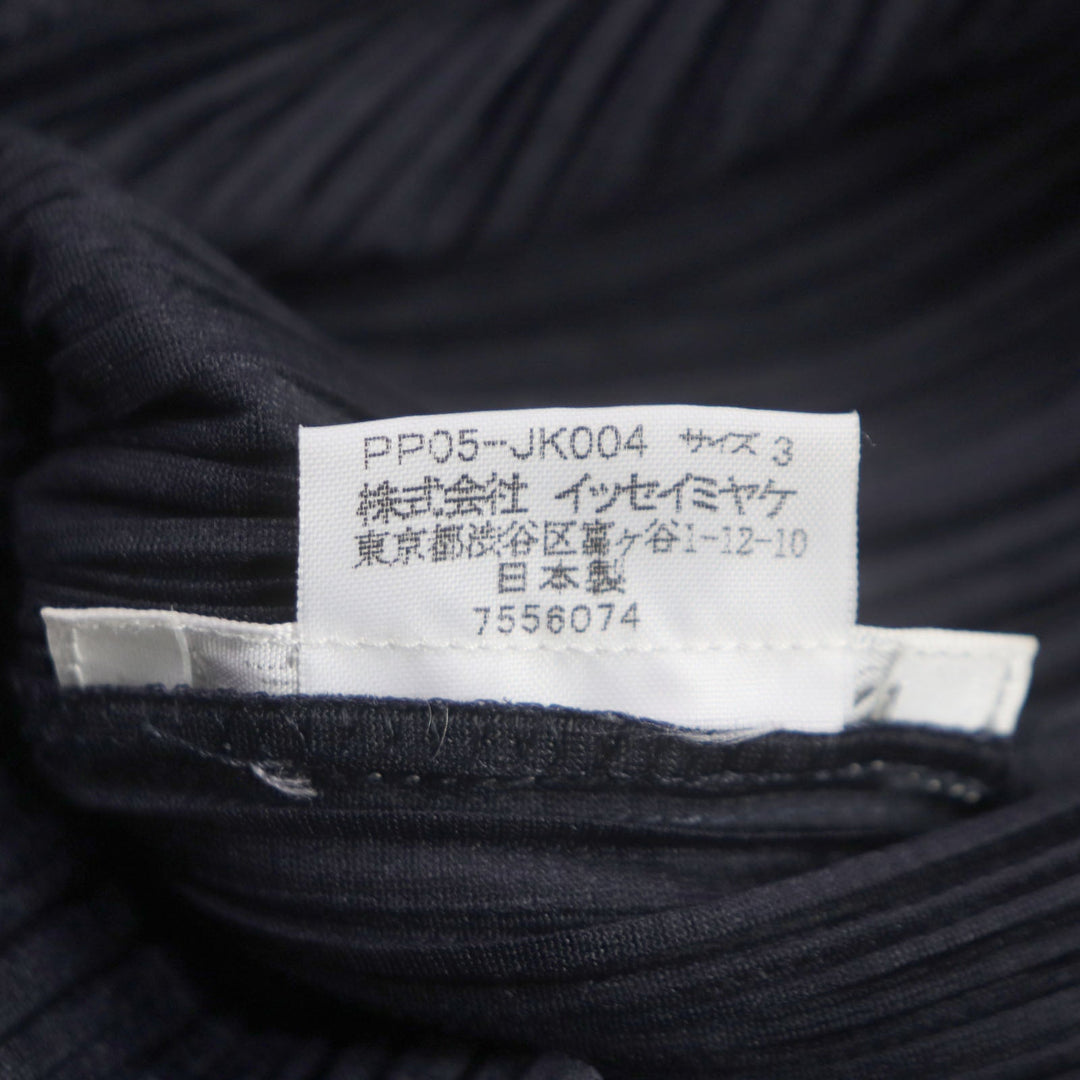 PP05-JK004 サイズ 3
株式会社 イッセイミヤケ
東京都渋谷区富ヶ谷1-12-10
日本製
7556074